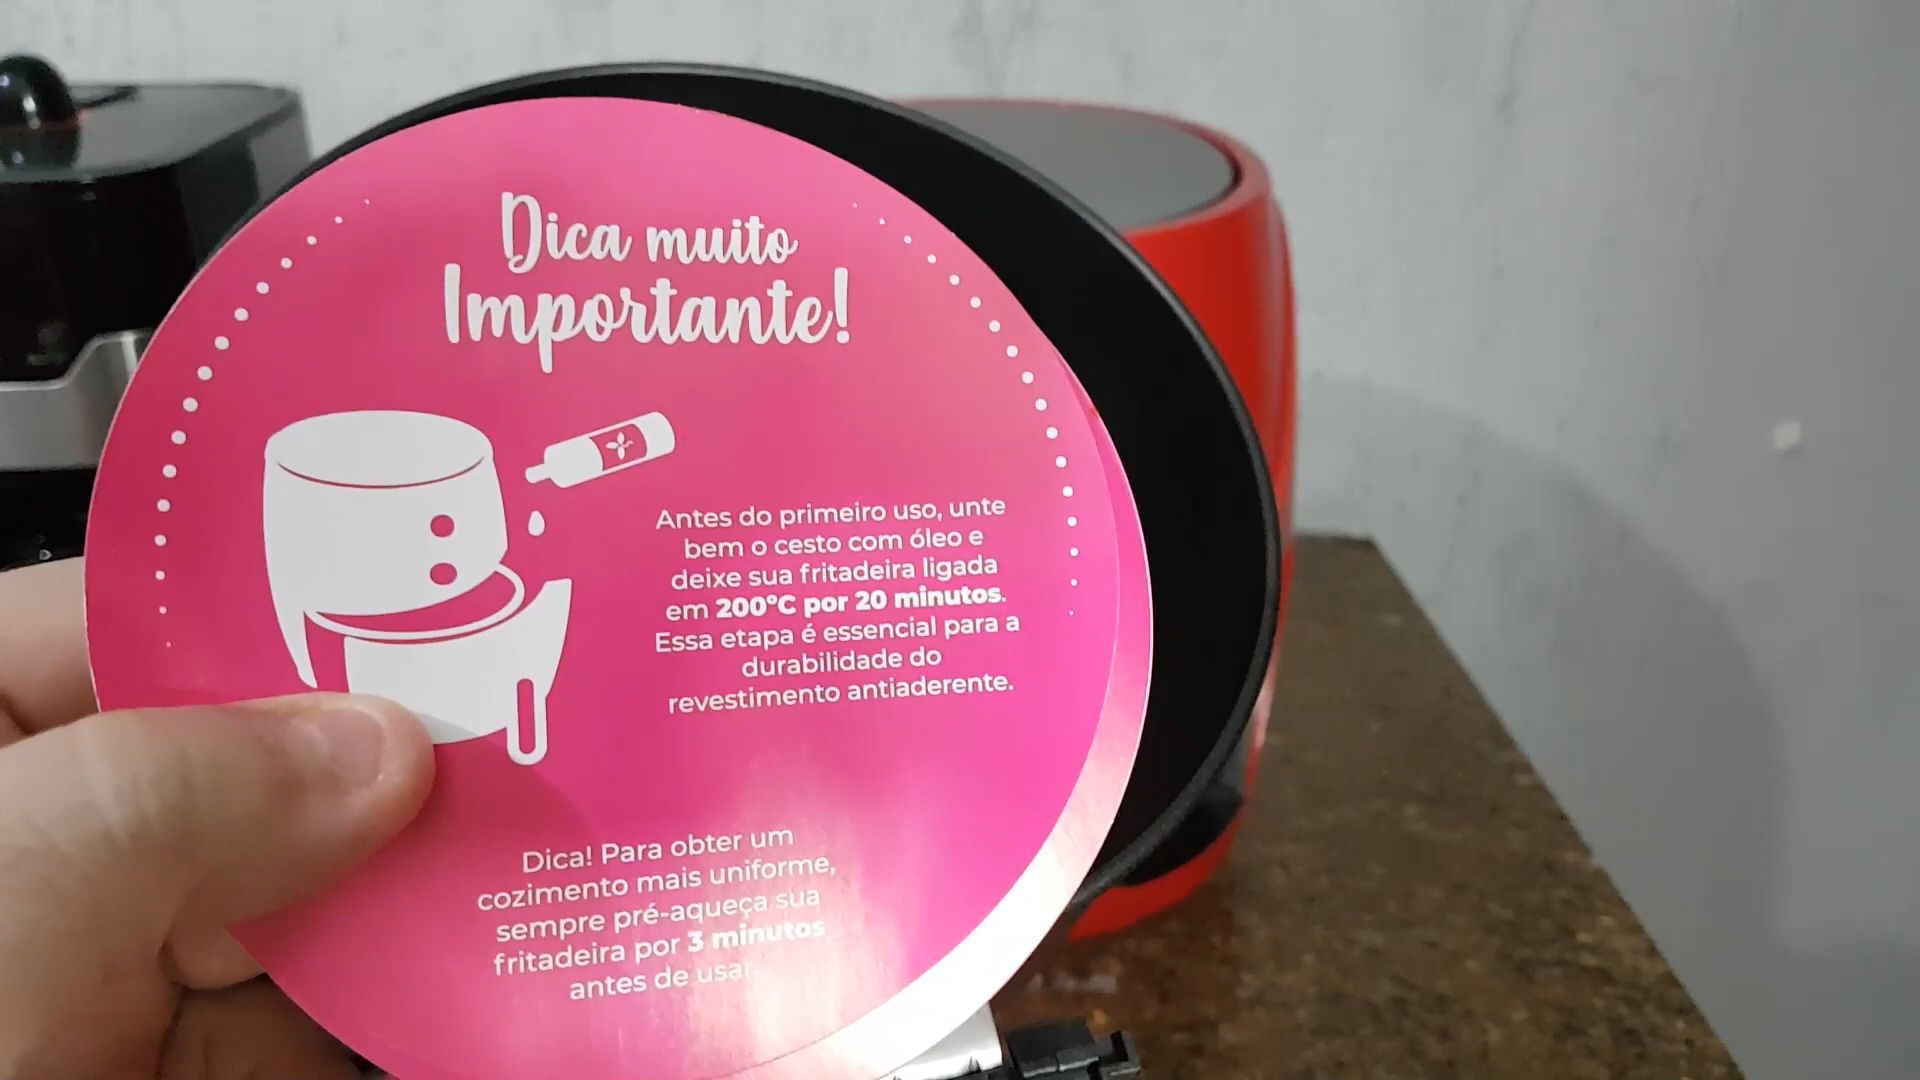 Dica muito
Importante!
Antes do primeiro uso, unte
bem o cesto com óleo e
deixe sua fritadeira ligada
em 200°C por 20 minutos.
Essa etapa é essencial para a
durabilidade do
revestimento antiaderente.
Dica! Para obter um
cozimento mais uniforme,
sempre pré-aqueça sua
fritadeira por 3 minutos
antes de usar.